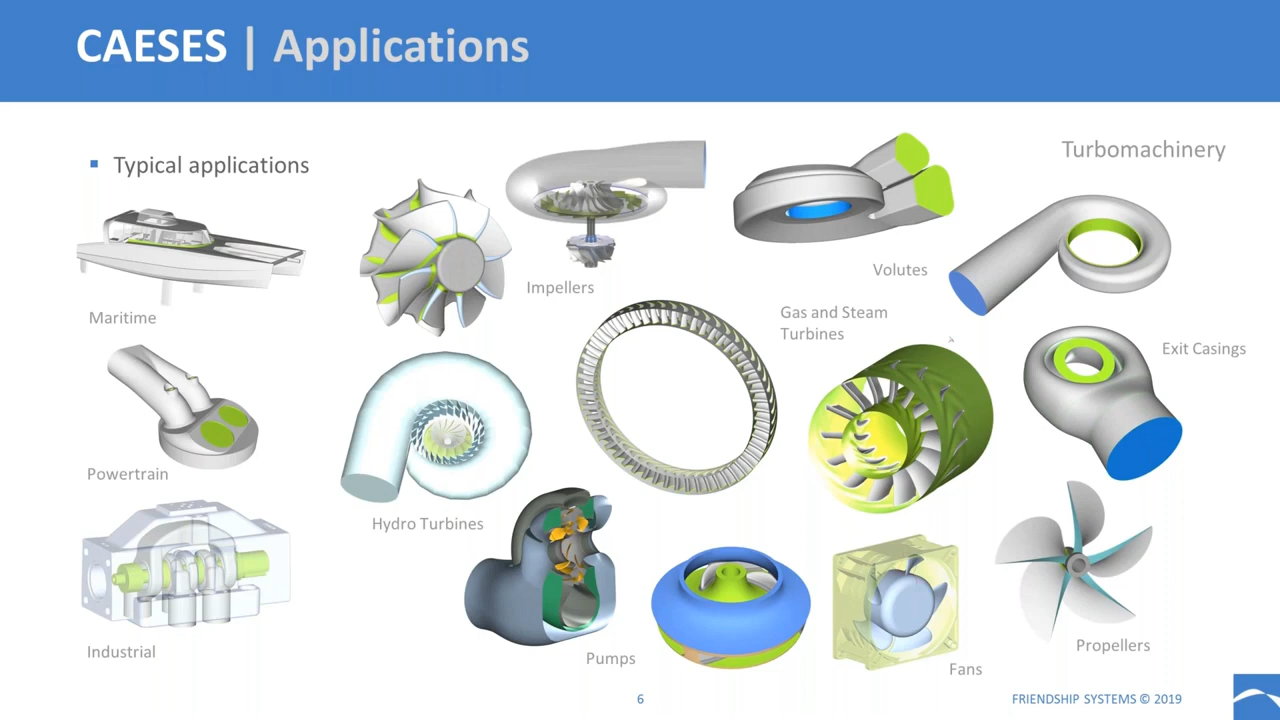 CAESES | Applications
Typical applications
Turbomachinery
Maritime
Impellers
Volutes
Gas and Steam
Turbines
Exit Casings
Powertrain
Hydro Turbines
Industrial
Pumps
Fans
Propellers
6
FRIENDSHIP SYSTEMS © 2019